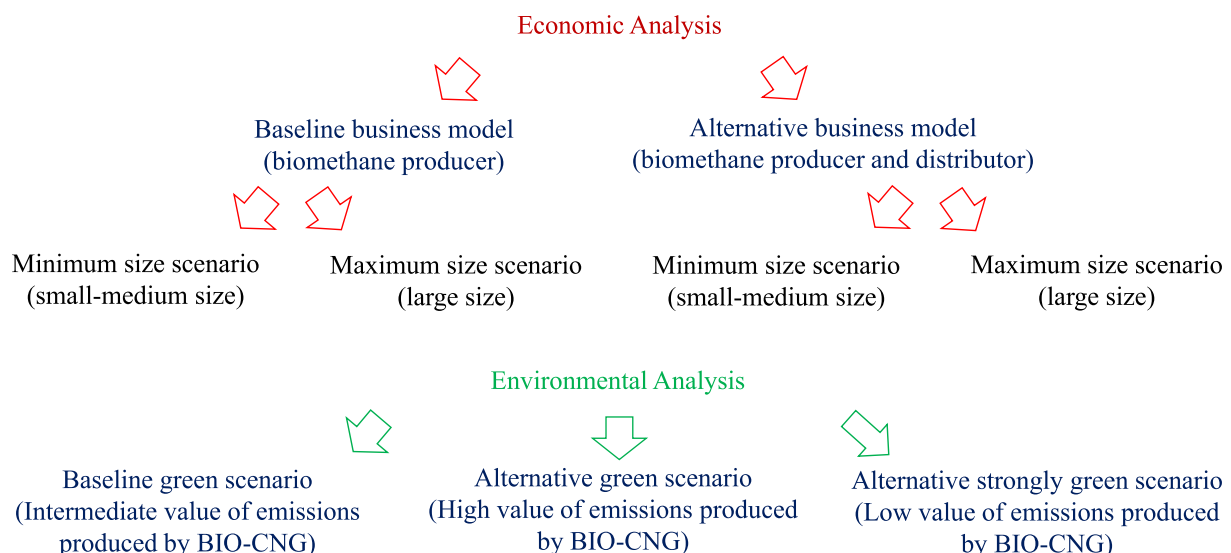 Economic Analysis
Baseline business model
(biomethane producer)
Alternative business model
(biomethane producer and distributor)
Minimum size scenario
(small-medium size)
Maximum size scenario
(large size)
Minimum size scenario
(small-medium size)
Maximum size scenario
(large size)
Environmental Analysis
Baseline green scenario
(Intermediate value of emissions
produced by BIO-CNG)
Alternative green scenario
(High value of emissions produced
by BIO-CNG)
Alternative strongly green scenario
(Low value of emissions produced
by BIO-CNG)